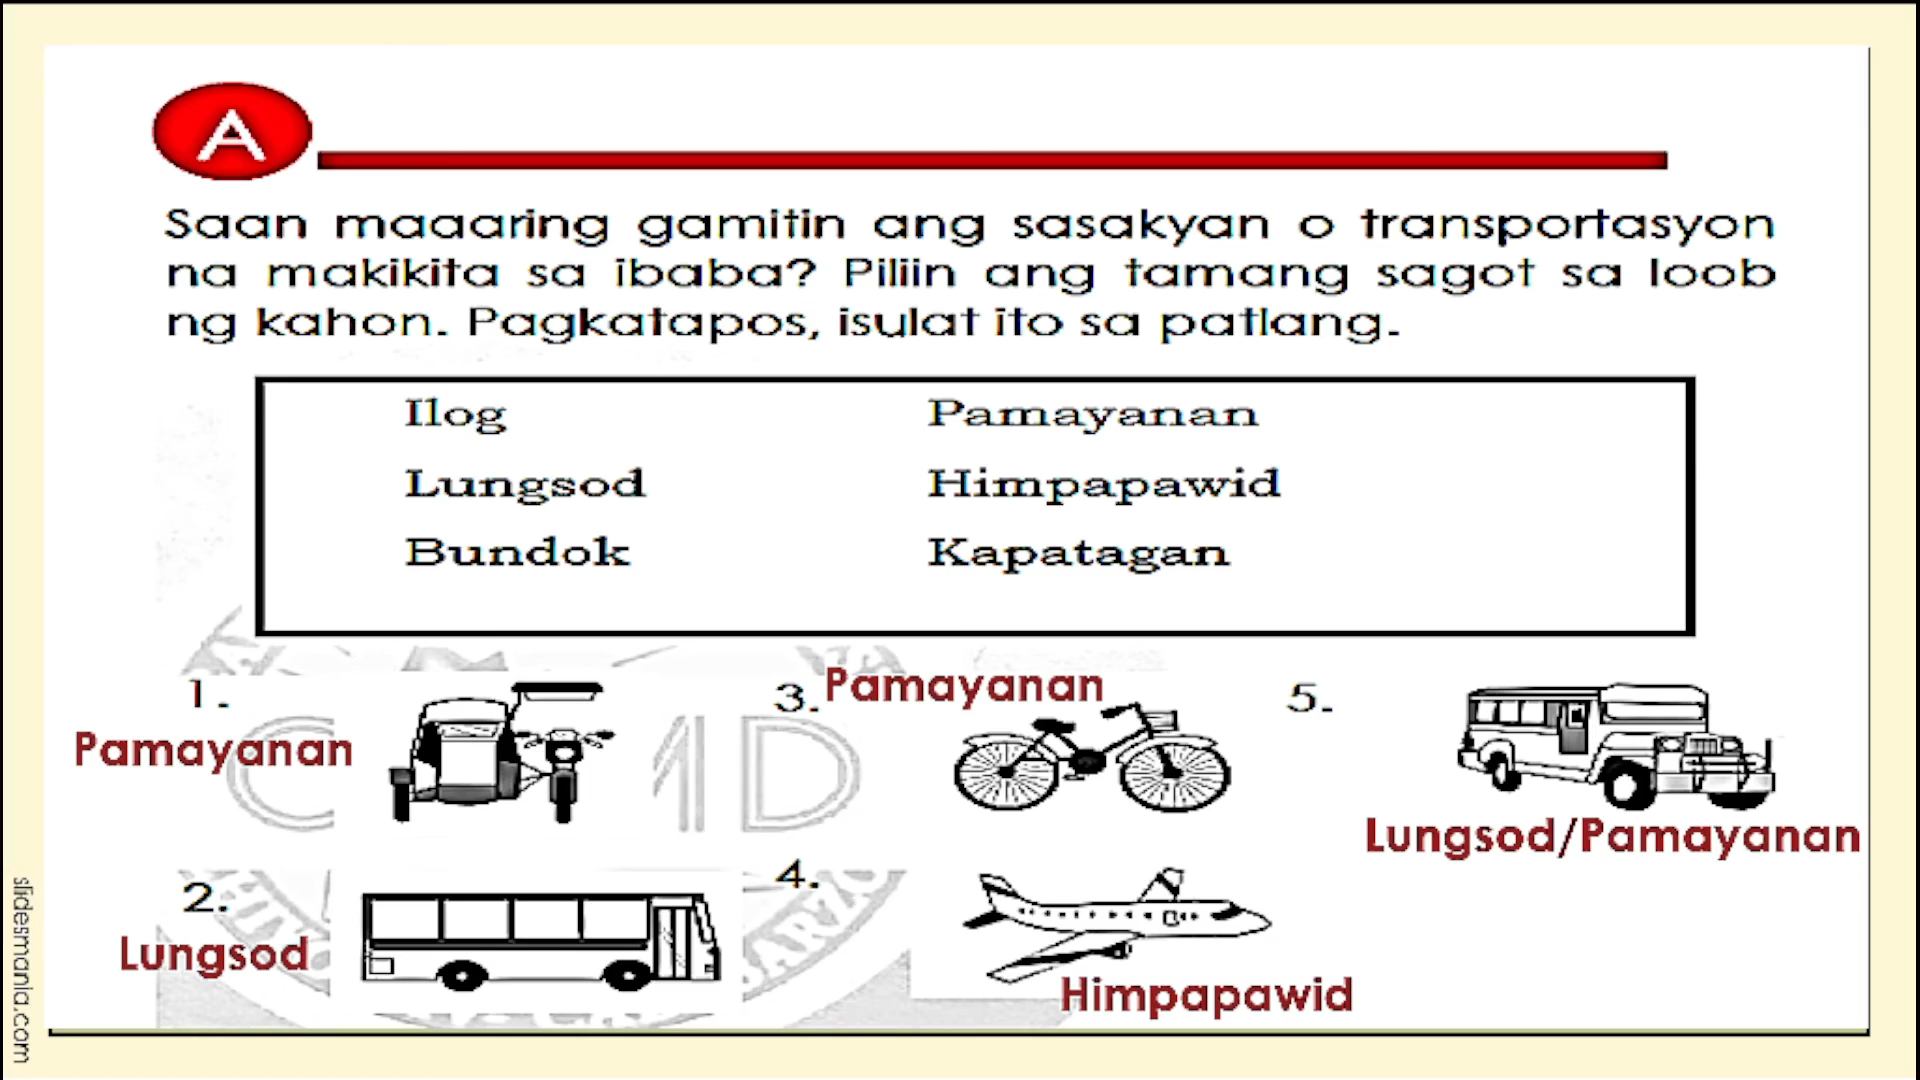 A
Saan maaaring gamitin ang sasakyan o transportasyon
na makikita sa ibaba? Piliin ang tamang sagot sa loob
ng kahon. Pagkatapos, isulat ito sa patlang.
Ilog
Pamayanan
Lungsod
Himpapawid
Bundok
Kapatagan
1.
Pamayanan
2.
Lungsod
3.
Pamayanan
4.
Himpapawid
5.
Lungsod/Pamayanan
slidesmania.com